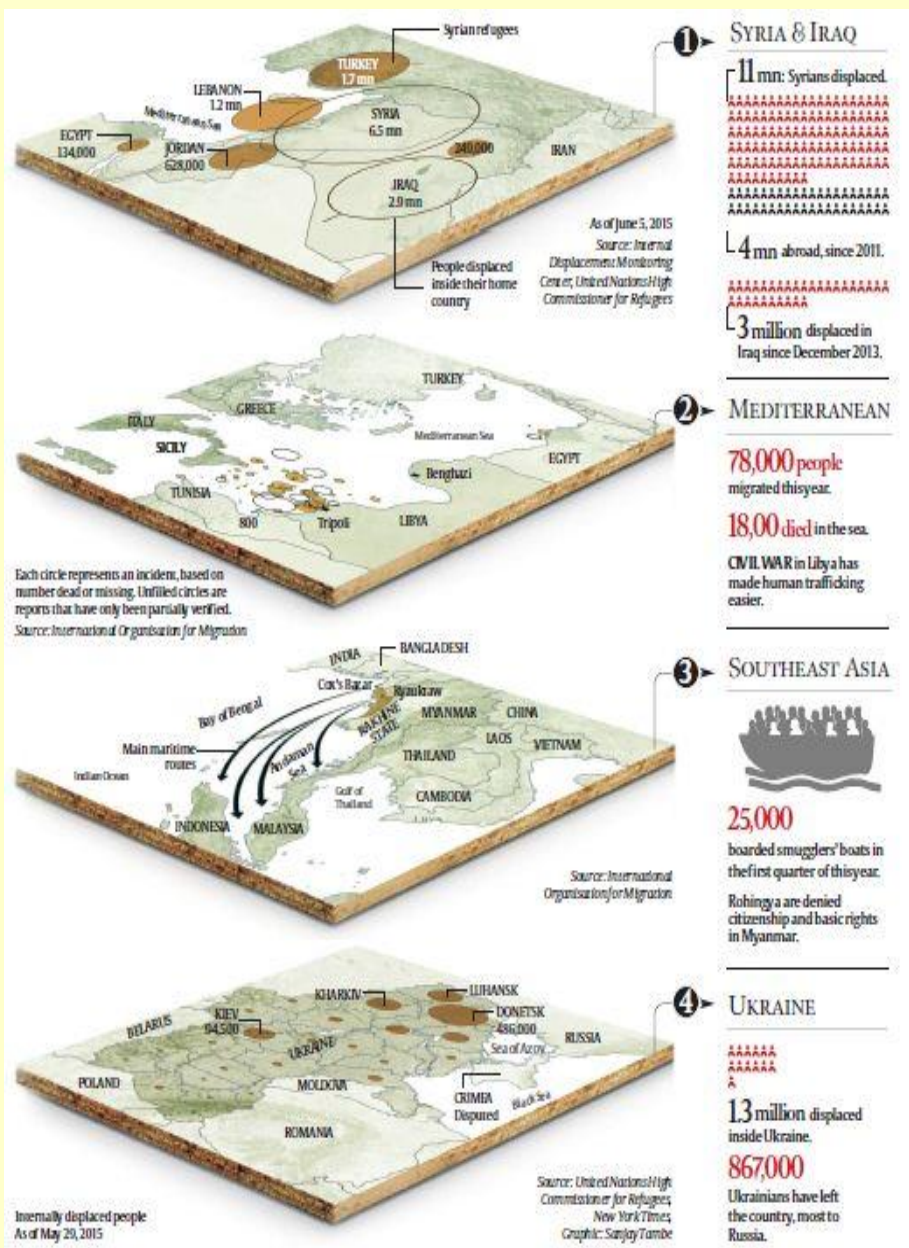 Syrian refugees
TURKEY
1.7 mn
LEBANON
1.2 mn
Mediterranean Sea
SYRIA
6.5 mn
EGYPT
134,000
JORDAN
628,000
240,000
IRAN
IRAQ
2.9 mn
As of June 5, 2015
Source: Internal
Displacement Monitoring
Center, United Nations High
Commissioner for Refugees
People displaced
inside their home
country
1
SYRIA & IRAQ
11 mn: Syrians displaced.
4 mn abroad, since 2011.
3 million displaced in
Iraq since December 2013.
TURKEY
GREECE
ITALY
Mediterranean Sea
SICILY
EGYPT
Benghazi
TUNISIA
800
Tripoli
LIBYA
Each circle represents an incident, based on
number dead or missing. Unfilled circles are
reports that have only been partially verified.
Source: International Organisation for Migration
2
MEDITERRANEAN
78,000 people
migrated this year.
18,00 died in the sea.
CIVIL WAR in Libya has
made human trafficking
easier.
INDIA
BANGLADESH
Cox's Bazar
Kyaukraw
Bay of Bengal
RAKHINE
STATE
MYANMAR
CHINA
LAOS
VIETNAM
Main maritime
routes
Andaman
Sea
THAILAND
Indian Ocean
Gulf of
Thailand
CAMBODIA
INDONESIA
MALAYSIA
Source: International
Organisation for Migration
3
SOUTHEAST ASIA
25,000
boarded smugglers' boats in
the first quarter of this year.
Rohingya are denied
citizenship and basic rights
in Myanmar.
KHARKIV
LUHANSK
KIEV
94,500
DONETSK
486,000
BELARUS
UKRAINE
Sea of Azov
RUSSIA
POLAND
MOLDOVA
CRIMEA
Disputed
Black Sea
ROMANIA
Source: United Nations High
Commissioner for Refugees,
New York Times,
Graphic: Sanjay Tambe
Internally displaced people
As of May 29, 2015
4
UKRAINE
1.3 million displaced
inside Ukraine.
867,000
Ukrainians have left
the country, most to
Russia.